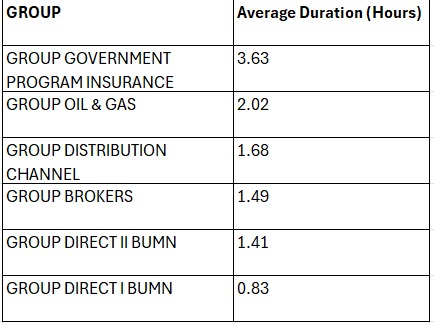 GROUP Average Duration (Hours)
GROUP GOVERNMENT 3.63
PROGRAM INSURANCE
GROUP OIL & GAS 2.02
GROUP DISTRIBUTION 1.68
CHANNEL
GROUP BROKERS 1.49
GROUP DIRECT II BUMN 1.41
GROUP DIRECT I BUMN 0.83